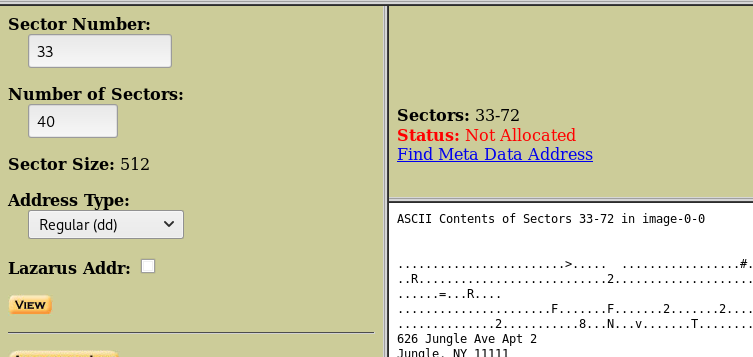 Sector Number:
33
Number of Sectors:
40
Sector Size: 512
Address Type:
Regular (dd)
Lazarus Addr:
VIEW
Sectors: 33-72
Status: Not Allocated
Find Meta Data Address
ASCII Contents of Sectors 33-72 in image-0-0
........................>.....  .................#.
..R...........................2....................
......=...R....
......................F.......F.......2.......2....
..............2...........8...N...v.......T........
626 Jungle Ave Apt 2
Jungle, NY 11111